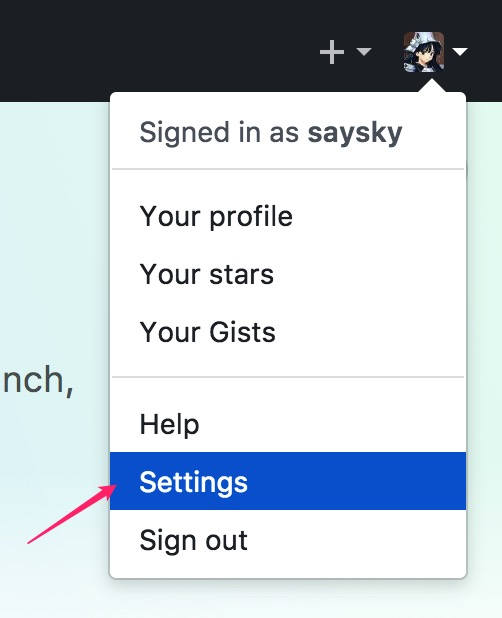 Signed in as saysky
Your profile
Your stars
Your Gists
nch,
Help
Settings
Sign out